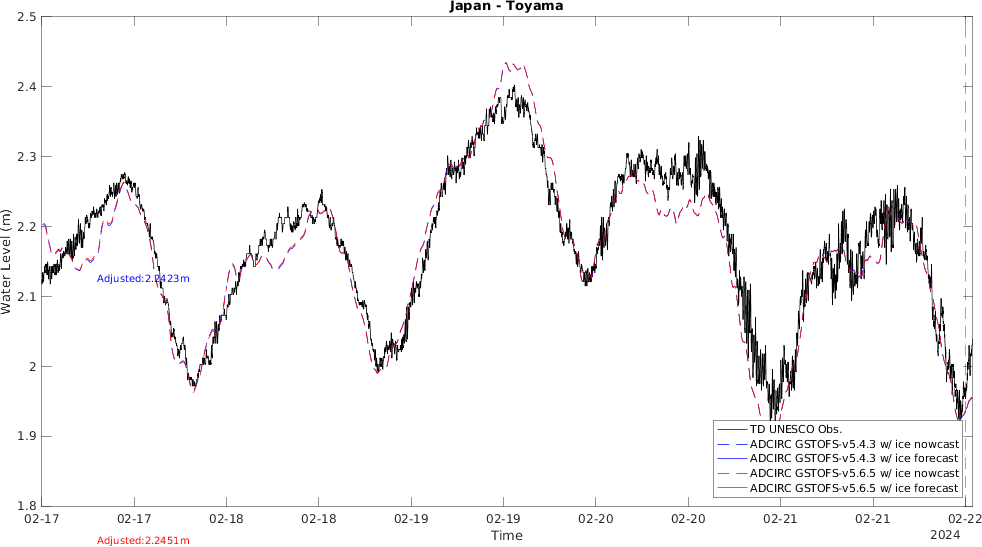 Japan - Toyama
2.5
2.4
2.3
2.2
2.1
2
1.9
1.8
Water Level (m)
Adjusted:2.2423m
TD UNESCO Obs.
ADCIRC GSTOFS-v5.4.3 w/ ice nowcast
ADCIRC GSTOFS-v5.4.3 w/ ice forecast
ADCIRC GSTOFS-v5.6.5 w/ ice nowcast
ADCIRC GSTOFS-v5.6.5 w/ ice forecast
02-17 02-17 02-18 02-18 02-19 02-19 02-20 02-20 02-21 02-21 02-22
2024
Time
Adjusted:2.2451m